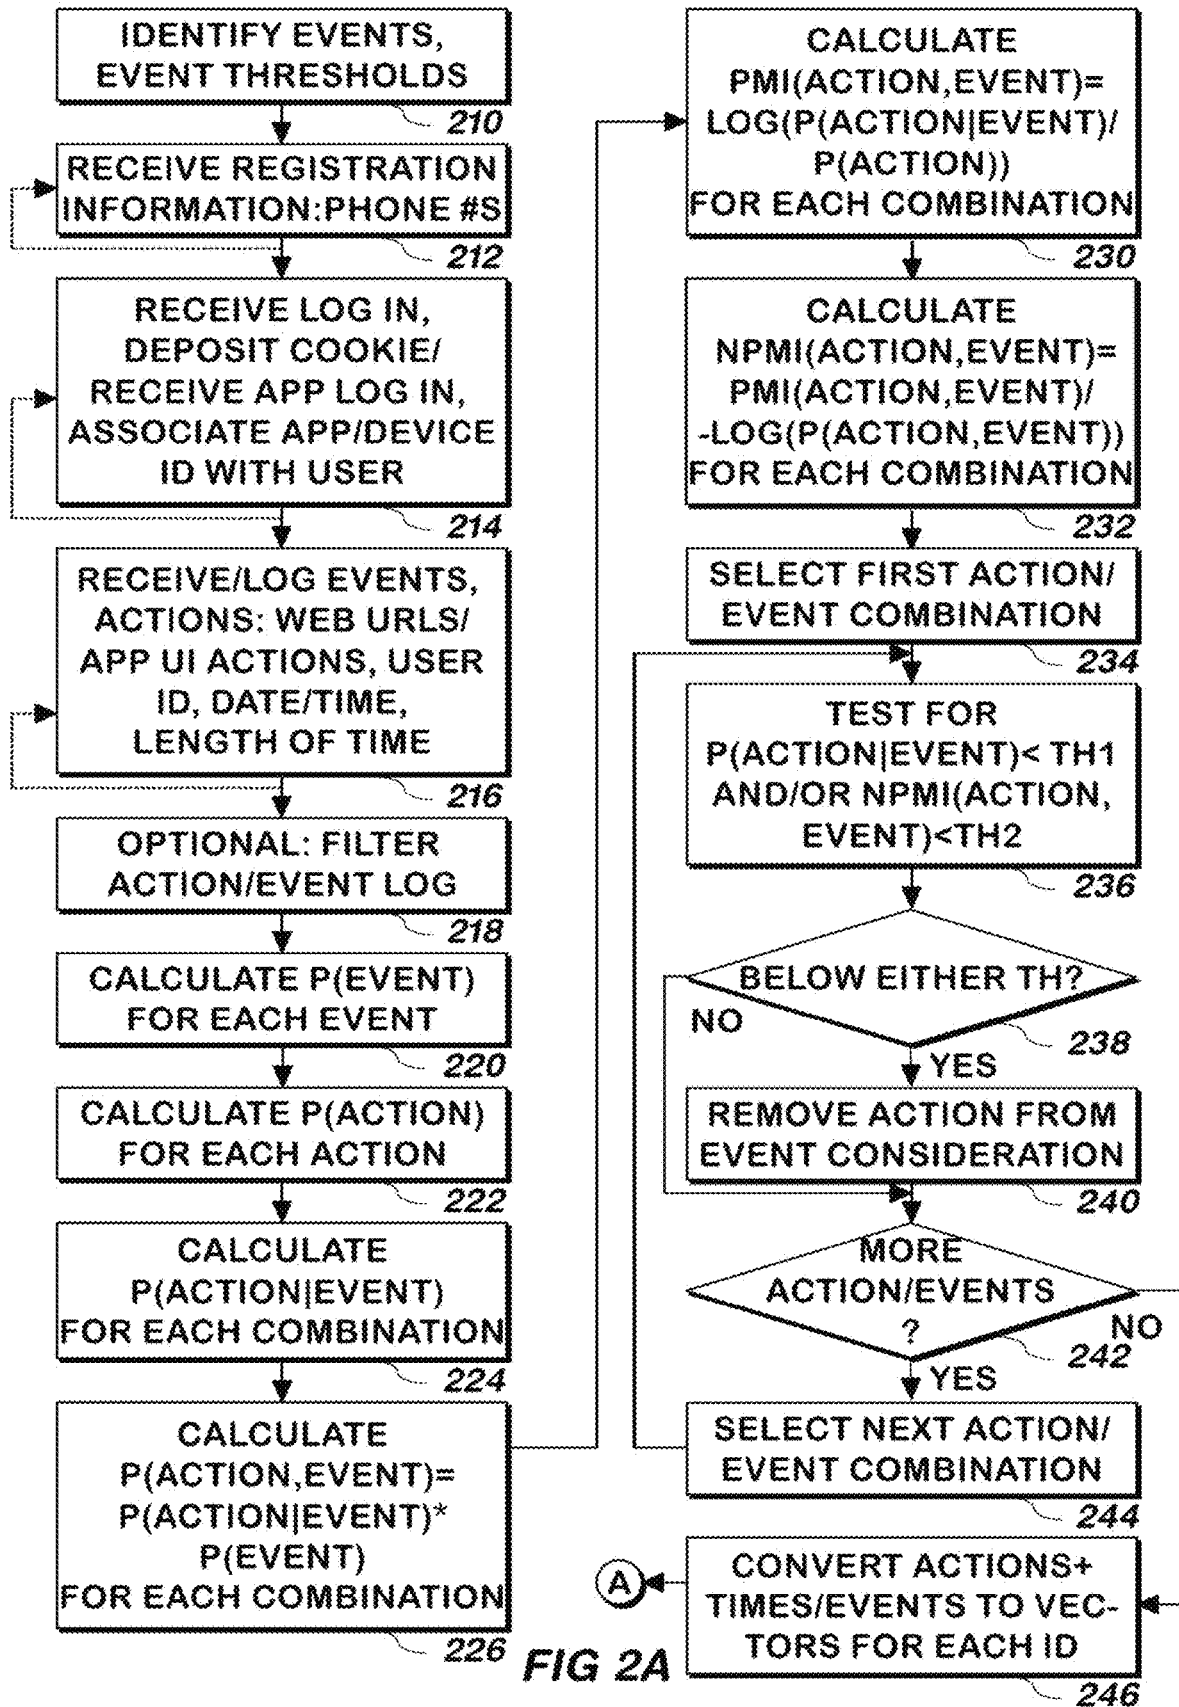 IDENTIFY EVENTS,
EVENT THRESHOLDS
210
RECEIVE REGISTRATION
INFORMATION:PHONE #S
212
RECEIVE LOG IN,
DEPOSIT COOKIE/
RECEIVE APP LOG IN,
ASSOCIATE APP/DEVICE
ID WITH USER
214
RECEIVE/LOG EVENTS,
ACTIONS: WEB URLS/
APP UI ACTIONS, USER
ID, DATE/TIME,
LENGTH OF TIME
216
OPTIONAL: FILTER
ACTION/EVENT LOG
218
CALCULATE P(EVENT)
FOR EACH EVENT
220
CALCULATE P(ACTION)
FOR EACH ACTION
222
CALCULATE
P(ACTION|EVENT)
FOR EACH COMBINATION
224
CALCULATE
P(ACTION,EVENT)=
P(ACTION|EVENT)*
P(EVENT)
FOR EACH COMBINATION
226
CALCULATE
PMI(ACTION,EVENT)=
LOG(P(ACTION|EVENT)/
P(ACTION))
FOR EACH COMBINATION
230
CALCULATE
NPMI(ACTION,EVENT)=
PMI(ACTION,EVENT)/
-LOG(P(ACTION,EVENT))
FOR EACH COMBINATION
232
SELECT FIRST ACTION/
EVENT COMBINATION
234
TEST FOR
P(ACTION|EVENT)< TH1
AND/OR NPMI(ACTION,
EVENT)<TH2
236
BELOW EITHER TH?
NO
238
YES
REMOVE ACTION FROM
EVENT CONSIDERATION
240
MORE
ACTION/EVENTS
?
NO
242
YES
SELECT NEXT ACTION/
EVENT COMBINATION
244
CONVERT ACTIONS+
TIMES/EVENTS TO VEC-
TORS FOR EACH ID
246
A
FIG 2A